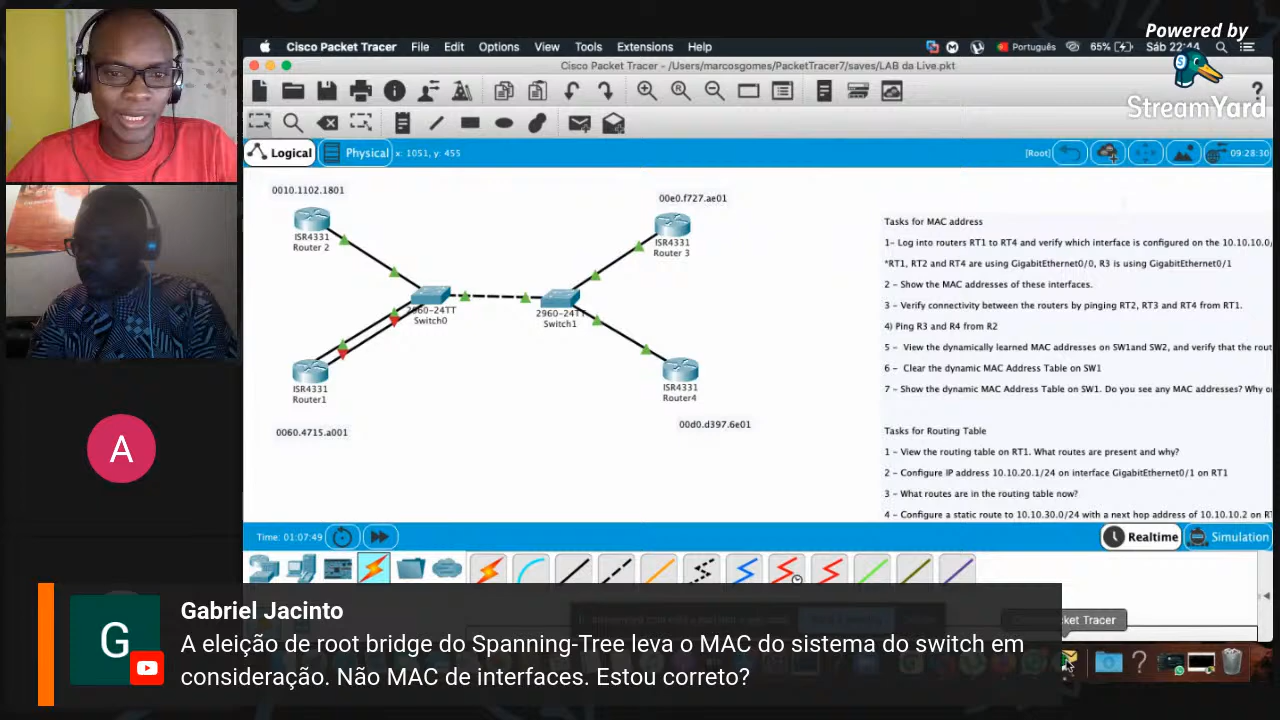 Powered by
StreamYard
Cisco Packet Tracer File Edit Options View Tools Extensions Help
Português 65% Sáb 22:44
Cisco Packet Tracer - /Users/marcosgomes/PacketTracer7/saves/LAB da Live.pkt
Logical Physical x: 1051, y: 455 [Root] 09:28:30
0010.1102.1801
ISR4331
Router 2
00e0.f727.ae01
ISR4331
Router 3
2960-24TT
Switch0
2960-24TT
Switch1
ISR4331
Router1
0060.4715.a001
ISR4331
Router4
00d0.d397.6e01
Tasks for MAC address
1- Log into routers RT1 to RT4 and verify which interface is configured on the 10.10.10.0/
*RT1, RT2 and RT4 are using GigabitEthernet0/0, R3 is using GigabitEthernet0/1
2 - Show the MAC addresses of these interfaces.
3 - Verify connectivity between the routers by pinging RT2, RT3 and RT4 from RT1.
4) Ping R3 and R4 from R2
5 - View the dynamically learned MAC addresses on SW1and SW2, and verify that the rout
6 - Clear the dynamic MAC Address Table on SW1
7 - Show the dynamic MAC Address Table on SW1. Do you see any MAC addresses? Why o
Tasks for Routing Table
1 - View the routing table on RT1. What routes are present and why?
2 - Configure IP address 10.10.20.1/24 on interface GigabitEthernet0/1 on RT1
3 - What routes are in the routing table now?
4 - Configure a static route to 10.10.30.0/24 with a next hop address of 10.10.10.2 on RT
Time: 01:07:49 Realtime Simulation
A
cket Tracer
G
Gabriel Jacinto
A eleição de root bridge do Spanning-Tree leva o MAC do sistema do switch em
consideração. Não MAC de interfaces. Estou correto?